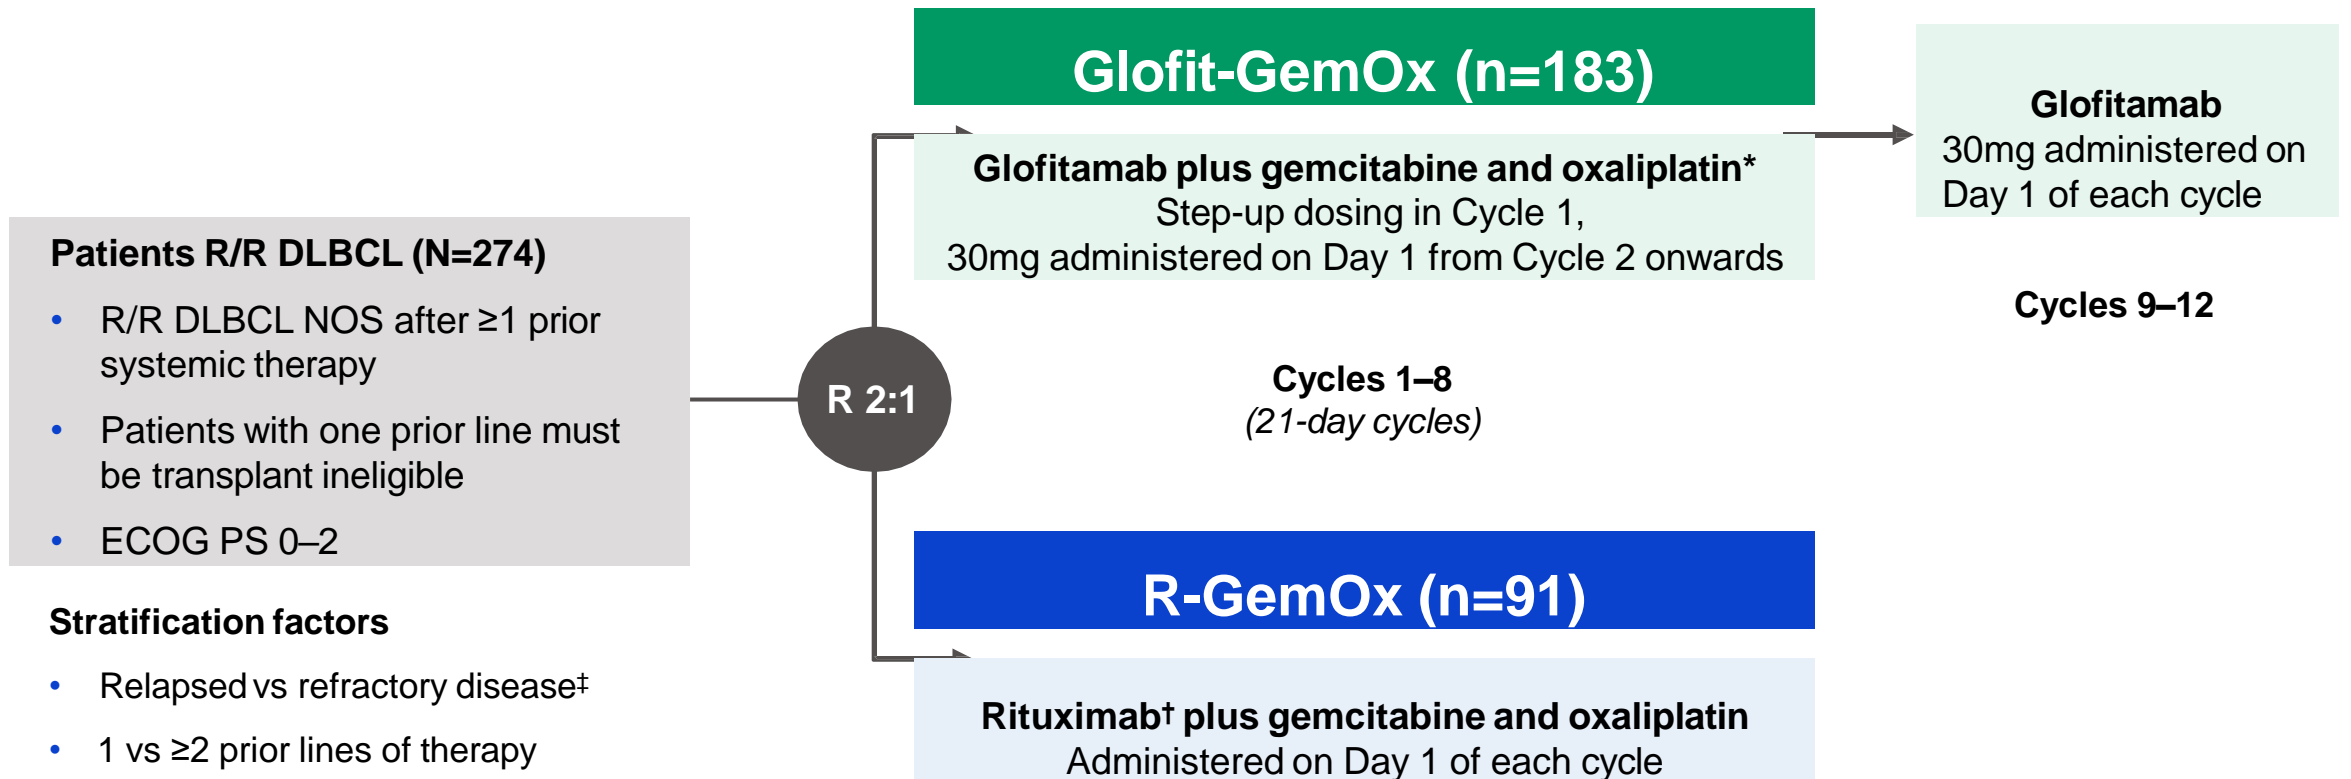 Patients R/R DLBCL (N=274)
• R/R DLBCL NOS after ≥1 prior
systemic therapy
• Patients with one prior line must
be transplant ineligible
• ECOG PS 0–2
Stratification factors
• Relapsed vs refractory disease‡
• 1 vs ≥2 prior lines of therapy
R 2:1
Glofit-GemOx (n=183)
Glofitamab plus gemcitabine and oxaliplatin*
Step-up dosing in Cycle 1,
30mg administered on Day 1 from Cycle 2 onwards
Cycles 1–8
(21-day cycles)
R-GemOx (n=91)
Rituximab† plus gemcitabine and oxaliplatin
Administered on Day 1 of each cycle
Glofitamab
30mg administered on
Day 1 of each cycle
Cycles 9–12